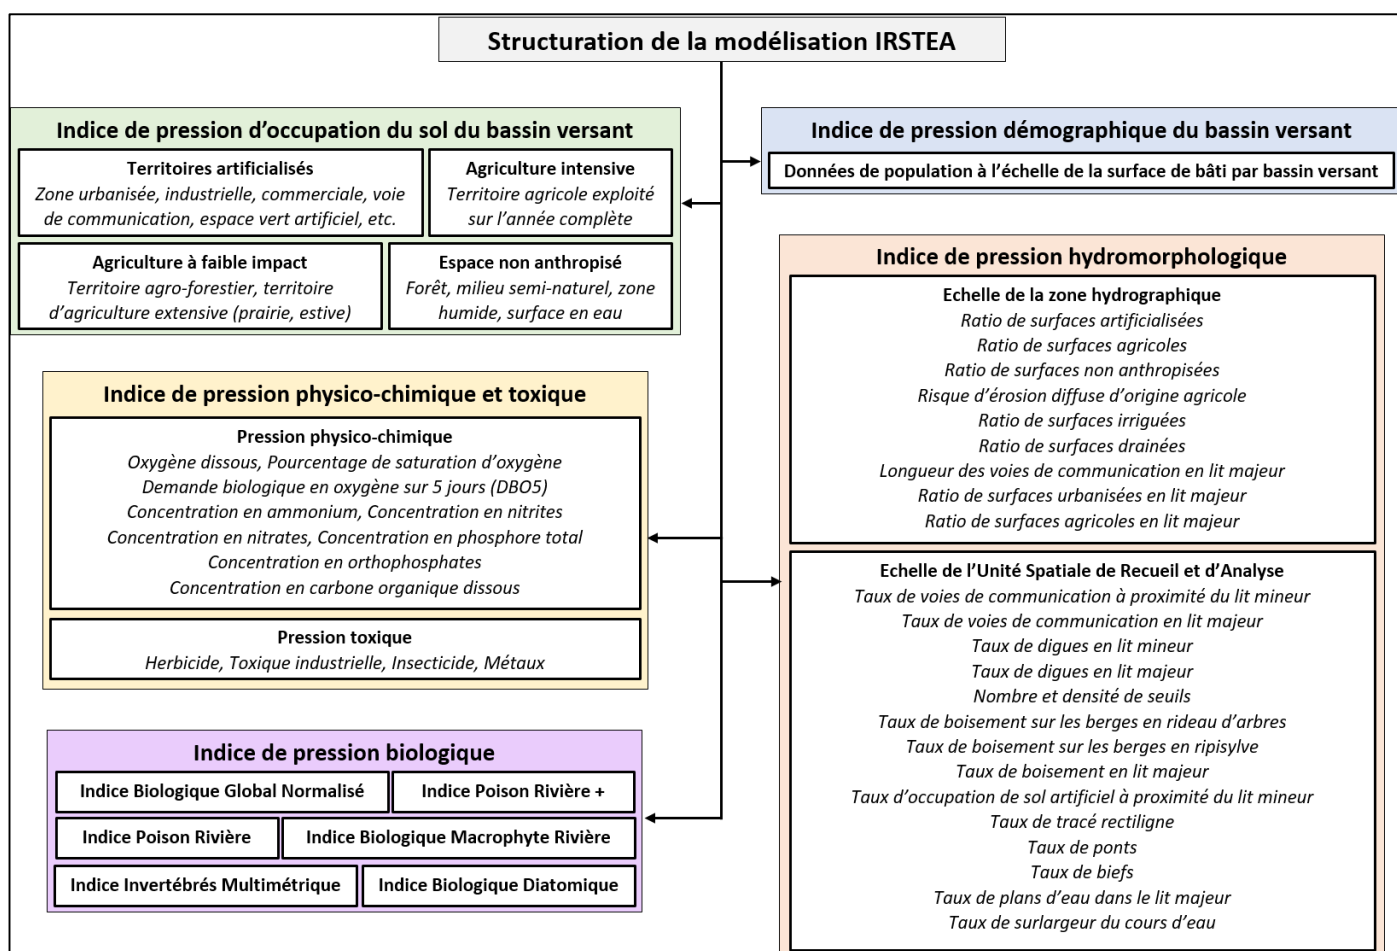 Structuration de la modélisation IRSTEA
Indice de pression d’occupation du sol du bassin versant
Territoires artificialisés
Zone urbanisée, industrielle, commerciale, voie
de communication, espace vert artificiel, etc.
Agriculture intensive
Territoire agricole exploité
sur l’année complète
Agriculture à faible impact
Territoire agro-forestier, territoire
d’agriculture extensive (prairie, estive)
Espace non anthropisé
Forêt, milieu semi-naturel, zone
humide, surface en eau
Indice de pression démographique du bassin versant
Données de population à l’échelle de la surface de bâti par bassin versant
Indice de pression physico-chimique et toxique
Pression physico-chimique
Oxygène dissous, Pourcentage de saturation d’oxygène
Demande biologique en oxygène sur 5 jours (DBO5)
Concentration en ammonium, Concentration en nitrites
Concentration en nitrates, Concentration en phosphore total
Concentration en orthophosphates
Concentration en carbone organique dissous
Pression toxique
Herbicide, Toxique industrielle, Insecticide, Métaux
Indice de pression hydromorphologique
Echelle de la zone hydrographique
Ratio de surfaces artificialisées
Ratio de surfaces agricoles
Ratio de surfaces non anthropisées
Risque d’érosion diffuse d’origine agricole
Ratio de surfaces irriguées
Ratio de surfaces drainées
Longueur des voies de communication en lit majeur
Ratio de surfaces urbanisées en lit majeur
Ratio de surfaces agricoles en lit majeur
Echelle de l’Unité Spatiale de Recueil et d’Analyse
Taux de voies de communication à proximité du lit mineur
Taux de voies de communication en lit majeur
Taux de digues en lit mineur
Taux de digues en lit majeur
Nombre et densité de seuils
Taux de boisement sur les berges en rideau d’arbres
Taux de boisement sur les berges en ripisylve
Taux de boisement en lit majeur
Taux d’occupation de sol artificiel à proximité du lit mineur
Taux de tracé rectiligne
Taux de ponts
Taux de biefs
Taux de plans d’eau dans le lit majeur
Taux de surlargeur du cours d’eau
Indice de pression biologique
Indice Biologique Global Normalisé
Indice Poison Rivière +
Indice Poison Rivière
Indice Biologique Macrophyte Rivière
Indice Invertébrés Multimétrique
Indice Biologique Diatomique